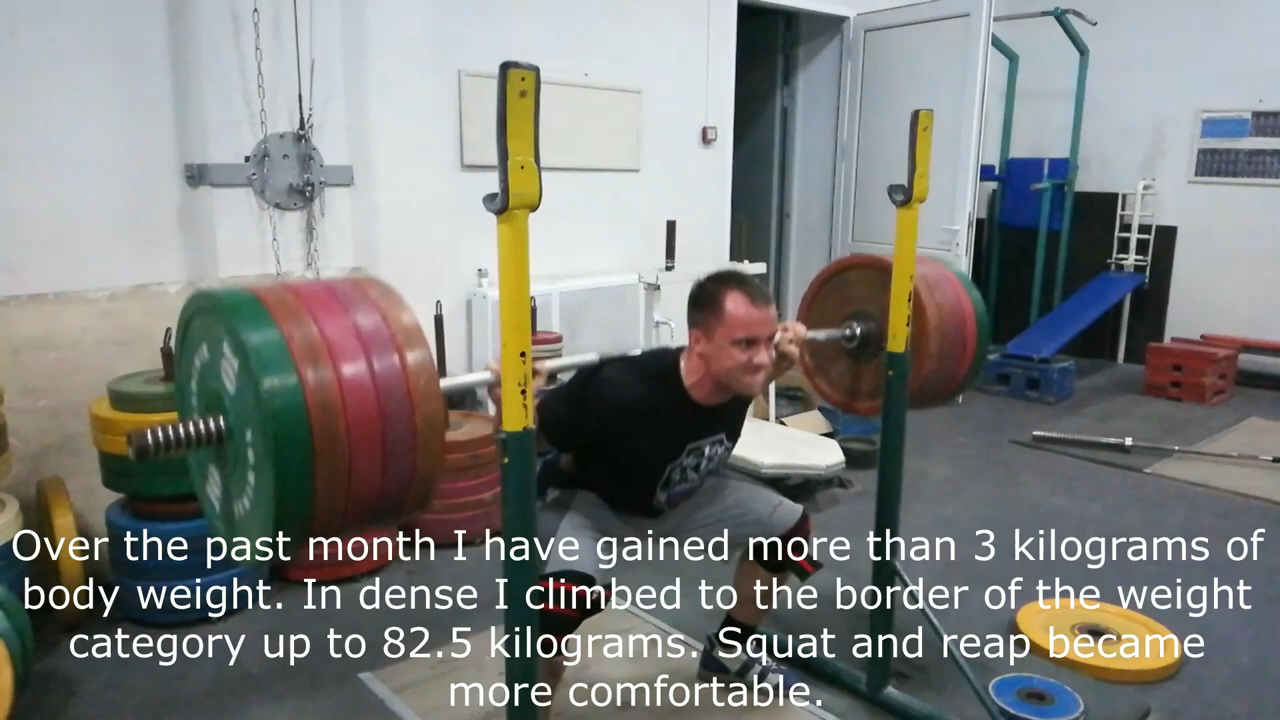 Over the past month I have gained more than 3 kilograms of
body weight. In dense I climbed to the border of the weight
category up to 82.5 kilograms. Squat and reap became
more comfortable.
10